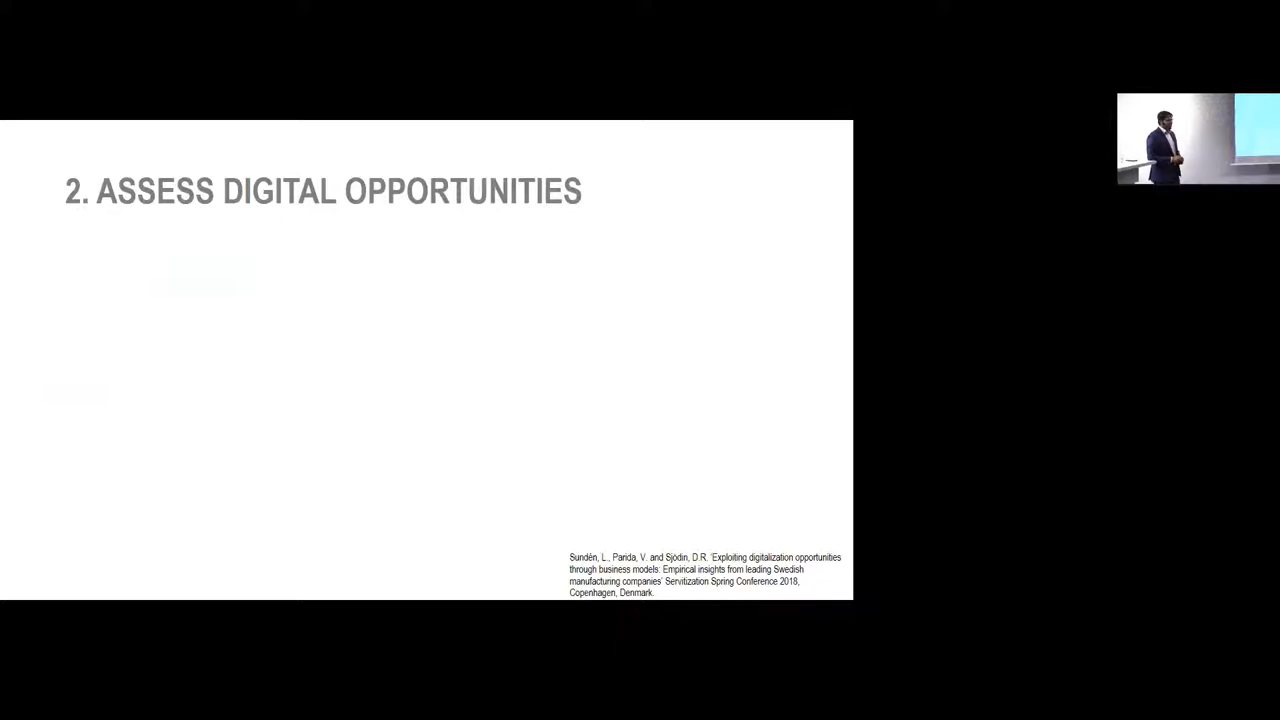 2. ASSESS DIGITAL OPPORTUNITIES
Sundén, L., Parida, V. and Sjödin, D.R. 'Exploiting digitalization opportunities
through business models: Empirical insights from leading Swedish
manufacturing companies' Servitization Spring Conference 2018,
Copenhagen, Denmark.